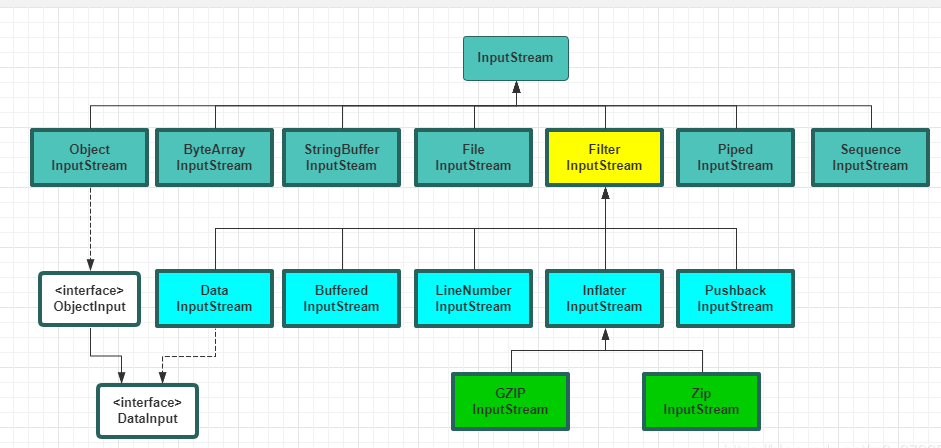 InputStream
Object
InputStream
ByteArray
InputStream
StringBuffer
InputSteam
File
InputStream
Filter
InputStream
Piped
InputStream
Sequence
InputStream
<interface>
ObjectInput
Data
InputStream
Buffered
InputStream
LineNumber
InputStream
Inflater
InputStream
Pushback
InputStream
<interface>
DataInput
GZIP
InputStream
Zip
InputStream